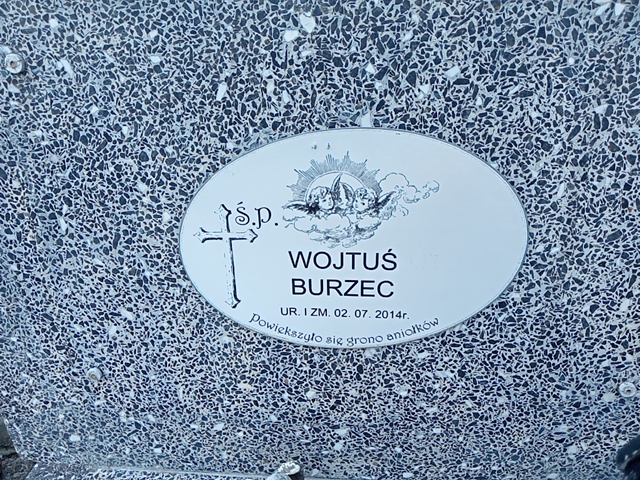 Ś.P.
WOJTUŚ
BURZEC
UR. I ZM. 02. 07. 2014r.
Powiększyło się grono aniołków